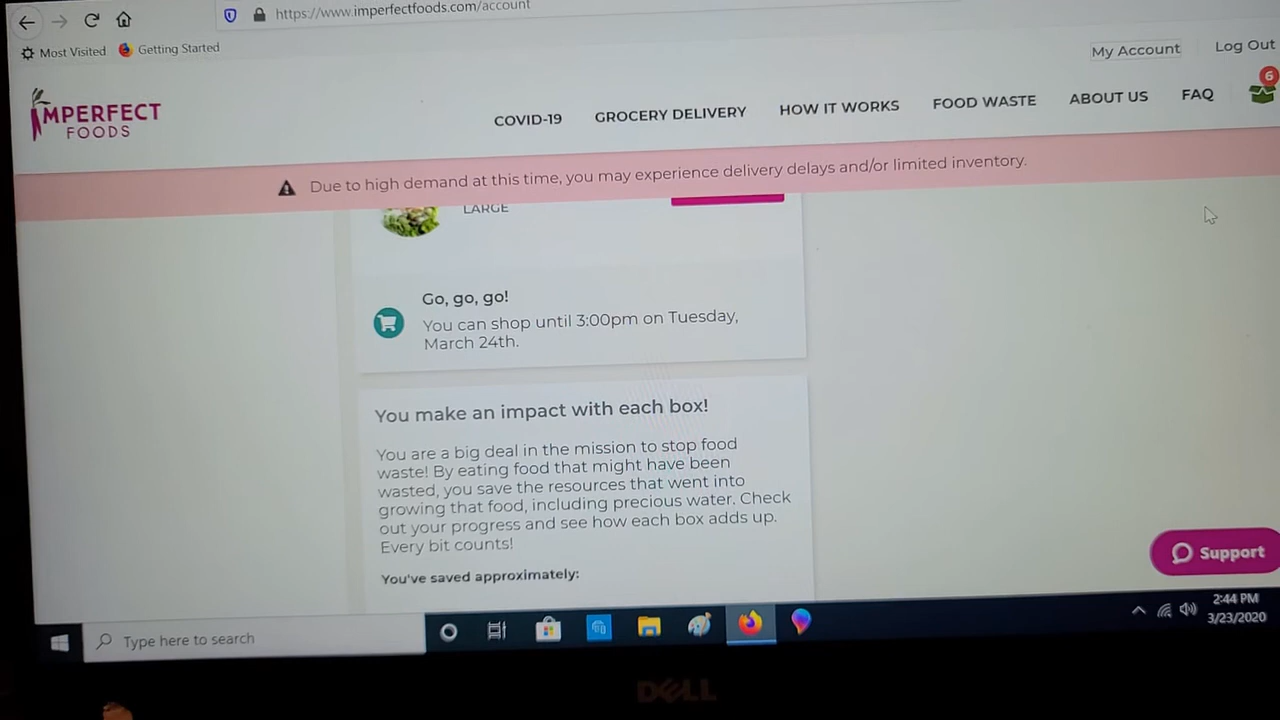 https://www.imperfectfoods.com/account
Most Visited
Getting Started
My Account
Log Out
IMPERFECT
FOODS
COVID-19
GROCERY DELIVERY
HOW IT WORKS
FOOD WASTE
ABOUT US
FAQ
6
Due to high demand at this time, you may experience delivery delays and/or limited inventory.
LARGE
Go, go, go!
You can shop until 3:00pm on Tuesday,
March 24th.
You make an impact with each box!
You are a big deal in the mission to stop food
waste! By eating food that might have been
wasted, you save the resources that went into
growing that food, including precious water. Check
out your progress and see how each box adds up.
Every bit counts!
You've saved approximately:
Support
Type here to search
2:44 PM
3/23/2020
DELL